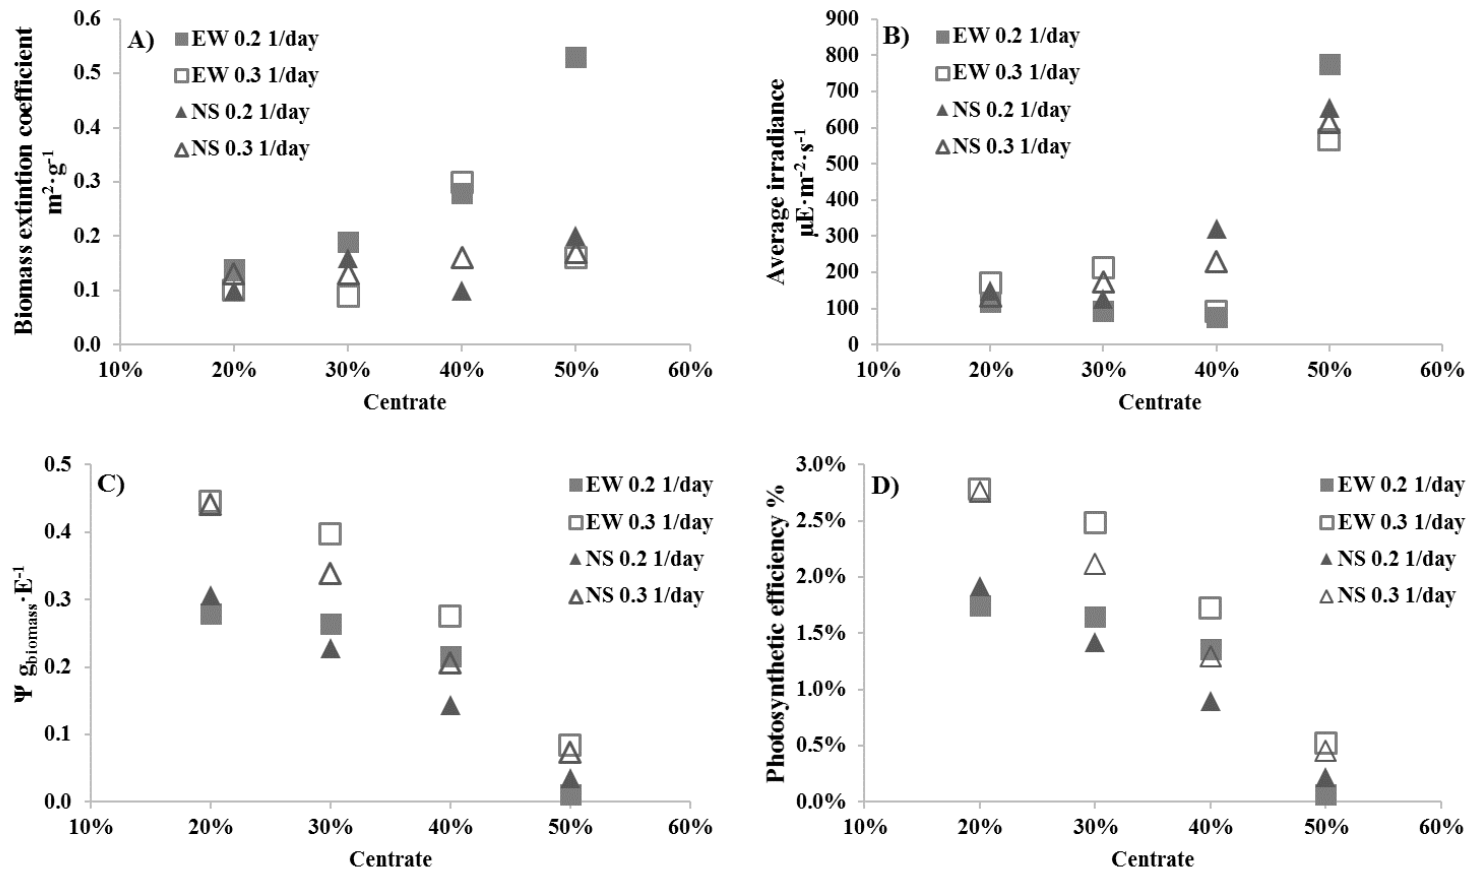 A)
EW 0.2 1/day
EW 0.3 1/day
NS 0.2 1/day
NS 0.3 1/day
Biomass extintion coefficient
m²·g⁻¹
0.6
0.5
0.4
0.3
0.2
0.1
0.0
10% 20% 30% 40% 50% 60%
Centrate
B)
EW 0.2 1/day
EW 0.3 1/day
NS 0.2 1/day
NS 0.3 1/day
Average irradiance
µE·m⁻²·s⁻¹
900
800
700
600
500
400
300
200
100
0
10% 20% 30% 40% 50% 60%
Centrate
C)
EW 0.2 1/day
EW 0.3 1/day
NS 0.2 1/day
NS 0.3 1/day
Ψ g_biomass·E⁻¹
0.5
0.4
0.3
0.2
0.1
0.0
10% 20% 30% 40% 50% 60%
Centrate
D)
EW 0.2 1/day
EW 0.3 1/day
NS 0.2 1/day
NS 0.3 1/day
Photosynthetic efficiency %
3.0%
2.5%
2.0%
1.5%
1.0%
0.5%
0.0%
10% 20% 30% 40% 50% 60%
Centrate